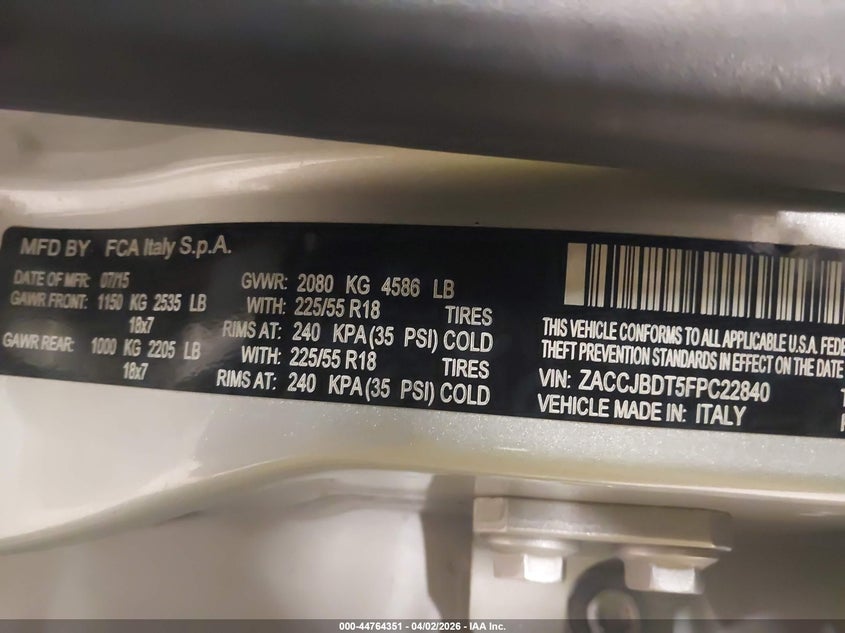 MFD BY FCA Italy S.p.A.
DATE OF MFR: 07/15
GAWR FRONT: 1150 KG 2535 LB
18x7
GAWR REAR: 1000 KG 2205 LB
18x7
GVWR: 2080 KG 4586 LB
WITH: 225/55 R18 TIRES
RIMS AT: 240 KPA (35 PSI) COLD
WITH: 225/55 R18 TIRES
RIMS AT: 240 KPA (35 PSI) COLD
THIS VEHICLE CONFORMS TO ALL APPLICABLE U.S.A. FEDE
THEFT PREVENTION STANDARDS IN EFFECT ON THE DATE
VIN: ZACCJBDT5FPC22840
VEHICLE MADE IN: ITALY
000-44764351 | 04/02/2026 | IAA Inc.